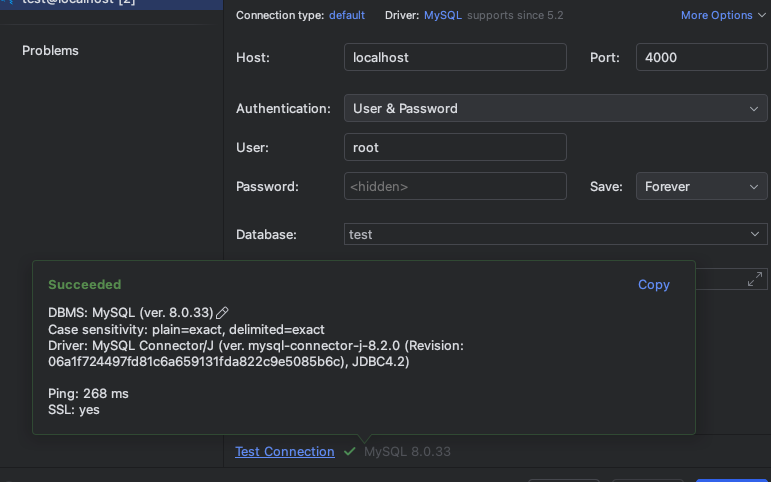 test@localhost [2]
Connection type: default Driver: MySQL supports since 5.2 More Options
Problems
Host: localhost Port: 4000
Authentication: User & Password
User: root
Password: <hidden> Save: Forever
Database: test
Succeeded Copy
DBMS: MySQL (ver. 8.0.33)
Case sensitivity: plain=exact, delimited=exact
Driver: MySQL Connector/J (ver. mysql-connector-j-8.2.0 (Revision:
06a1f724497fd81c6a659131fda822c9e5085b6c), JDBC4.2)
Ping: 268 ms
SSL: yes
Test Connection MySQL 8.0.33